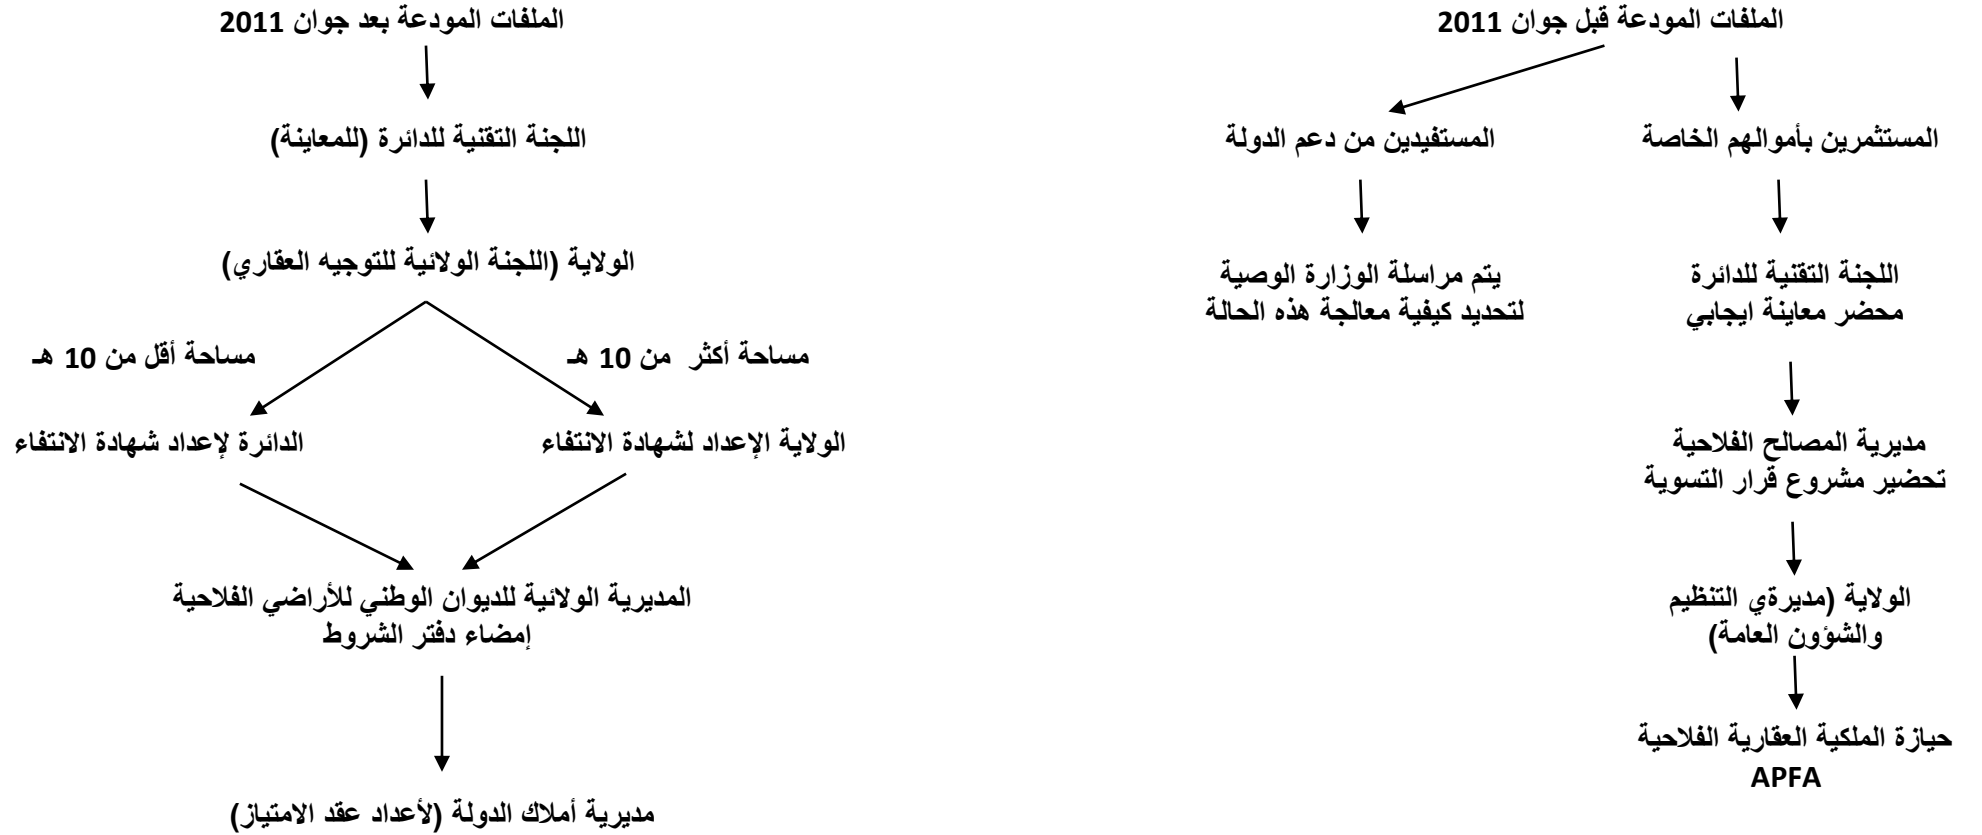 الملفات المودعة قبل جوان 2011
المستثمرين بأموالهم الخاصة
المستفيدين من دعم الدولة
اللجنة التقنية للدائرة
محضر معاينة ايجابي
يتم مراسلة الوزارة الوصية
لتحديد كيفية معالجة هذه الحالة
مديرية المصالح الفلاحية
تحضير مشروع قرار التسوية
الولاية (مديرةي التنظيم
والشؤون العامة)
حيازة الملكية العقارية الفلاحية
APFA
الملفات المودعة بعد جوان 2011
اللجنة التقنية للدائرة (للمعاينة)
الولاية (اللجنة الولائية للتوجيه العقاري)
مساحة أكثر من 10 هـ
مساحة أقل من 10 هـ
الولاية الإعداد لشهادة الانتفاء
الدائرة لإعداد شهادة الانتفاء
المديرية الولائية للديوان الوطني للأراضي الفلاحية
إمضاء دفتر الشروط
مديرية أملاك الدولة (لأعداد عقد الامتياز)